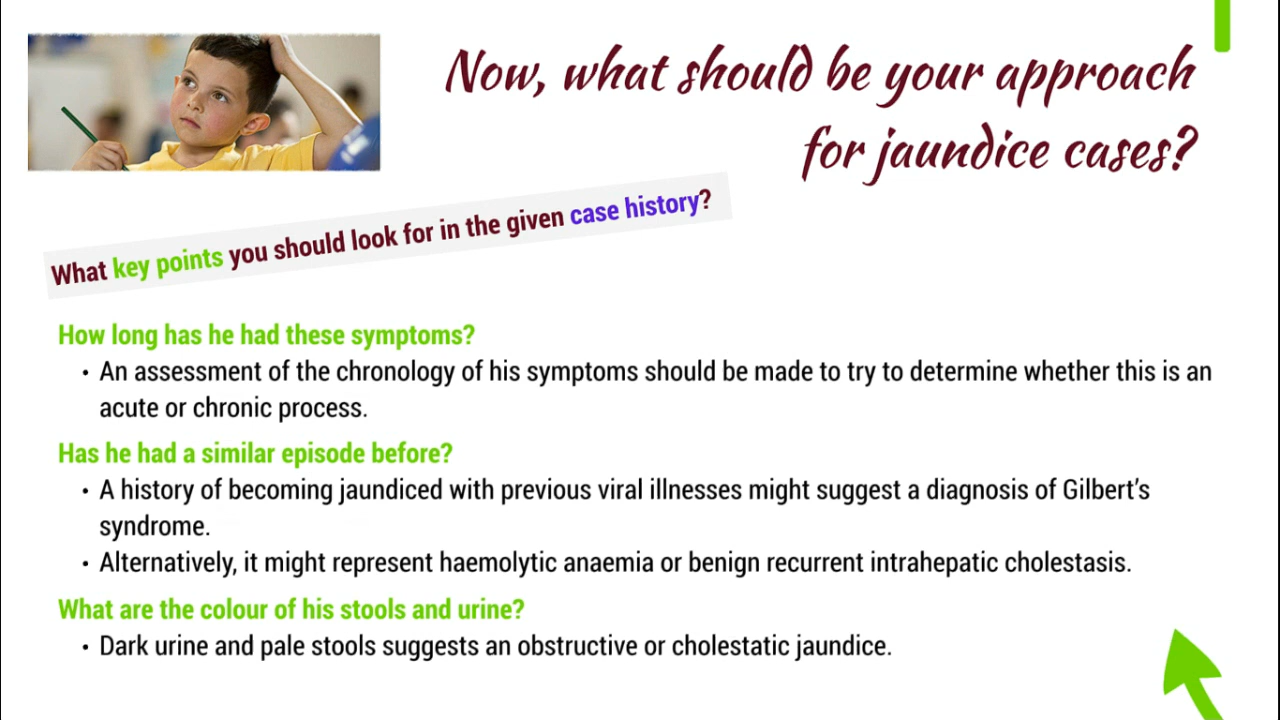 Now, what should be your approach
for jaundice cases?
What key points you should look for in the given case history?
How long has he had these symptoms?
• An assessment of the chronology of his symptoms should be made to try to determine whether this is an
acute or chronic process.
Has he had a similar episode before?
• A history of becoming jaundiced with previous viral illnesses might suggest a diagnosis of Gilbert's
syndrome.
• Alternatively, it might represent haemolytic anaemia or benign recurrent intrahepatic cholestasis.
What are the colour of his stools and urine?
• Dark urine and pale stools suggests an obstructive or cholestatic jaundice.